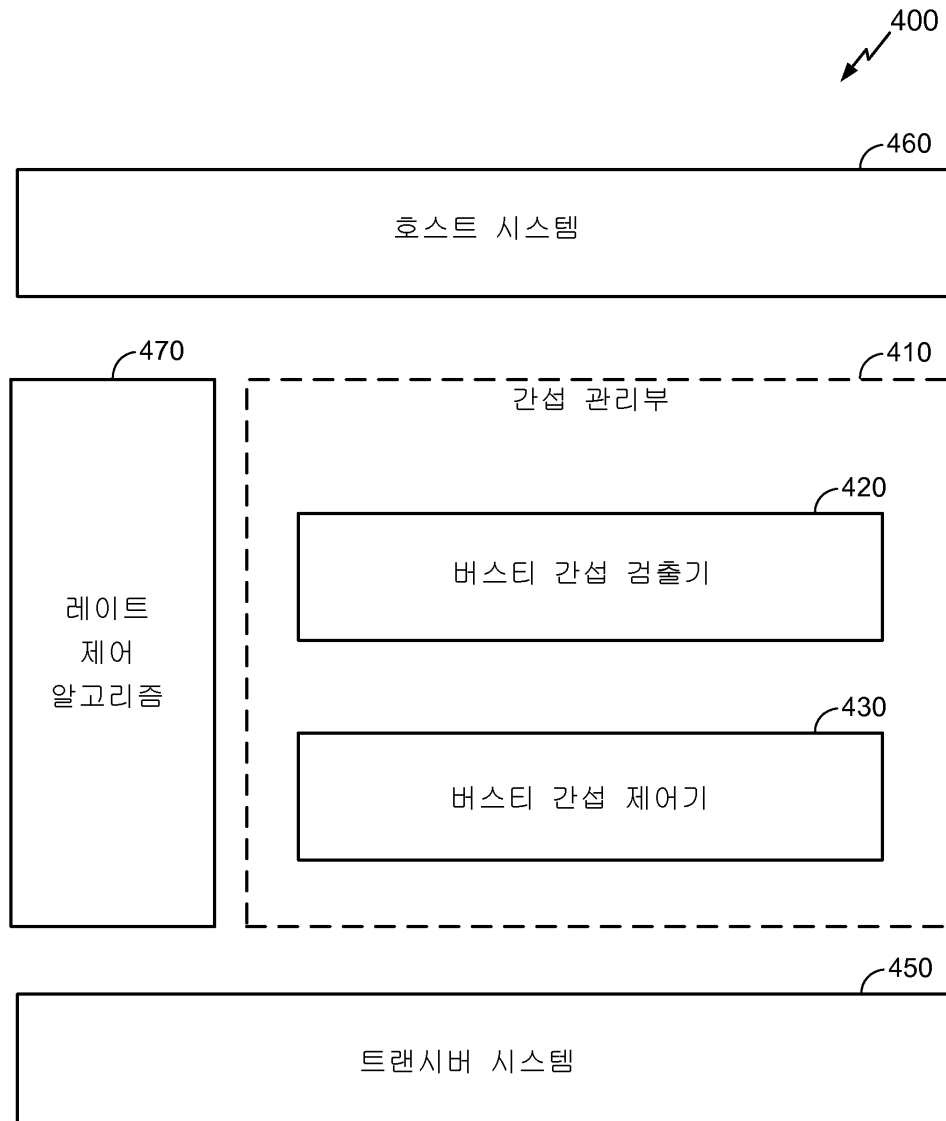 400
460
호스트 시스템
470
410
간섭 관리부
420
버스티 간섭 검출기
레이트
제어
알고리즘
430
버스티 간섭 제어기
450
트랜시버 시스템